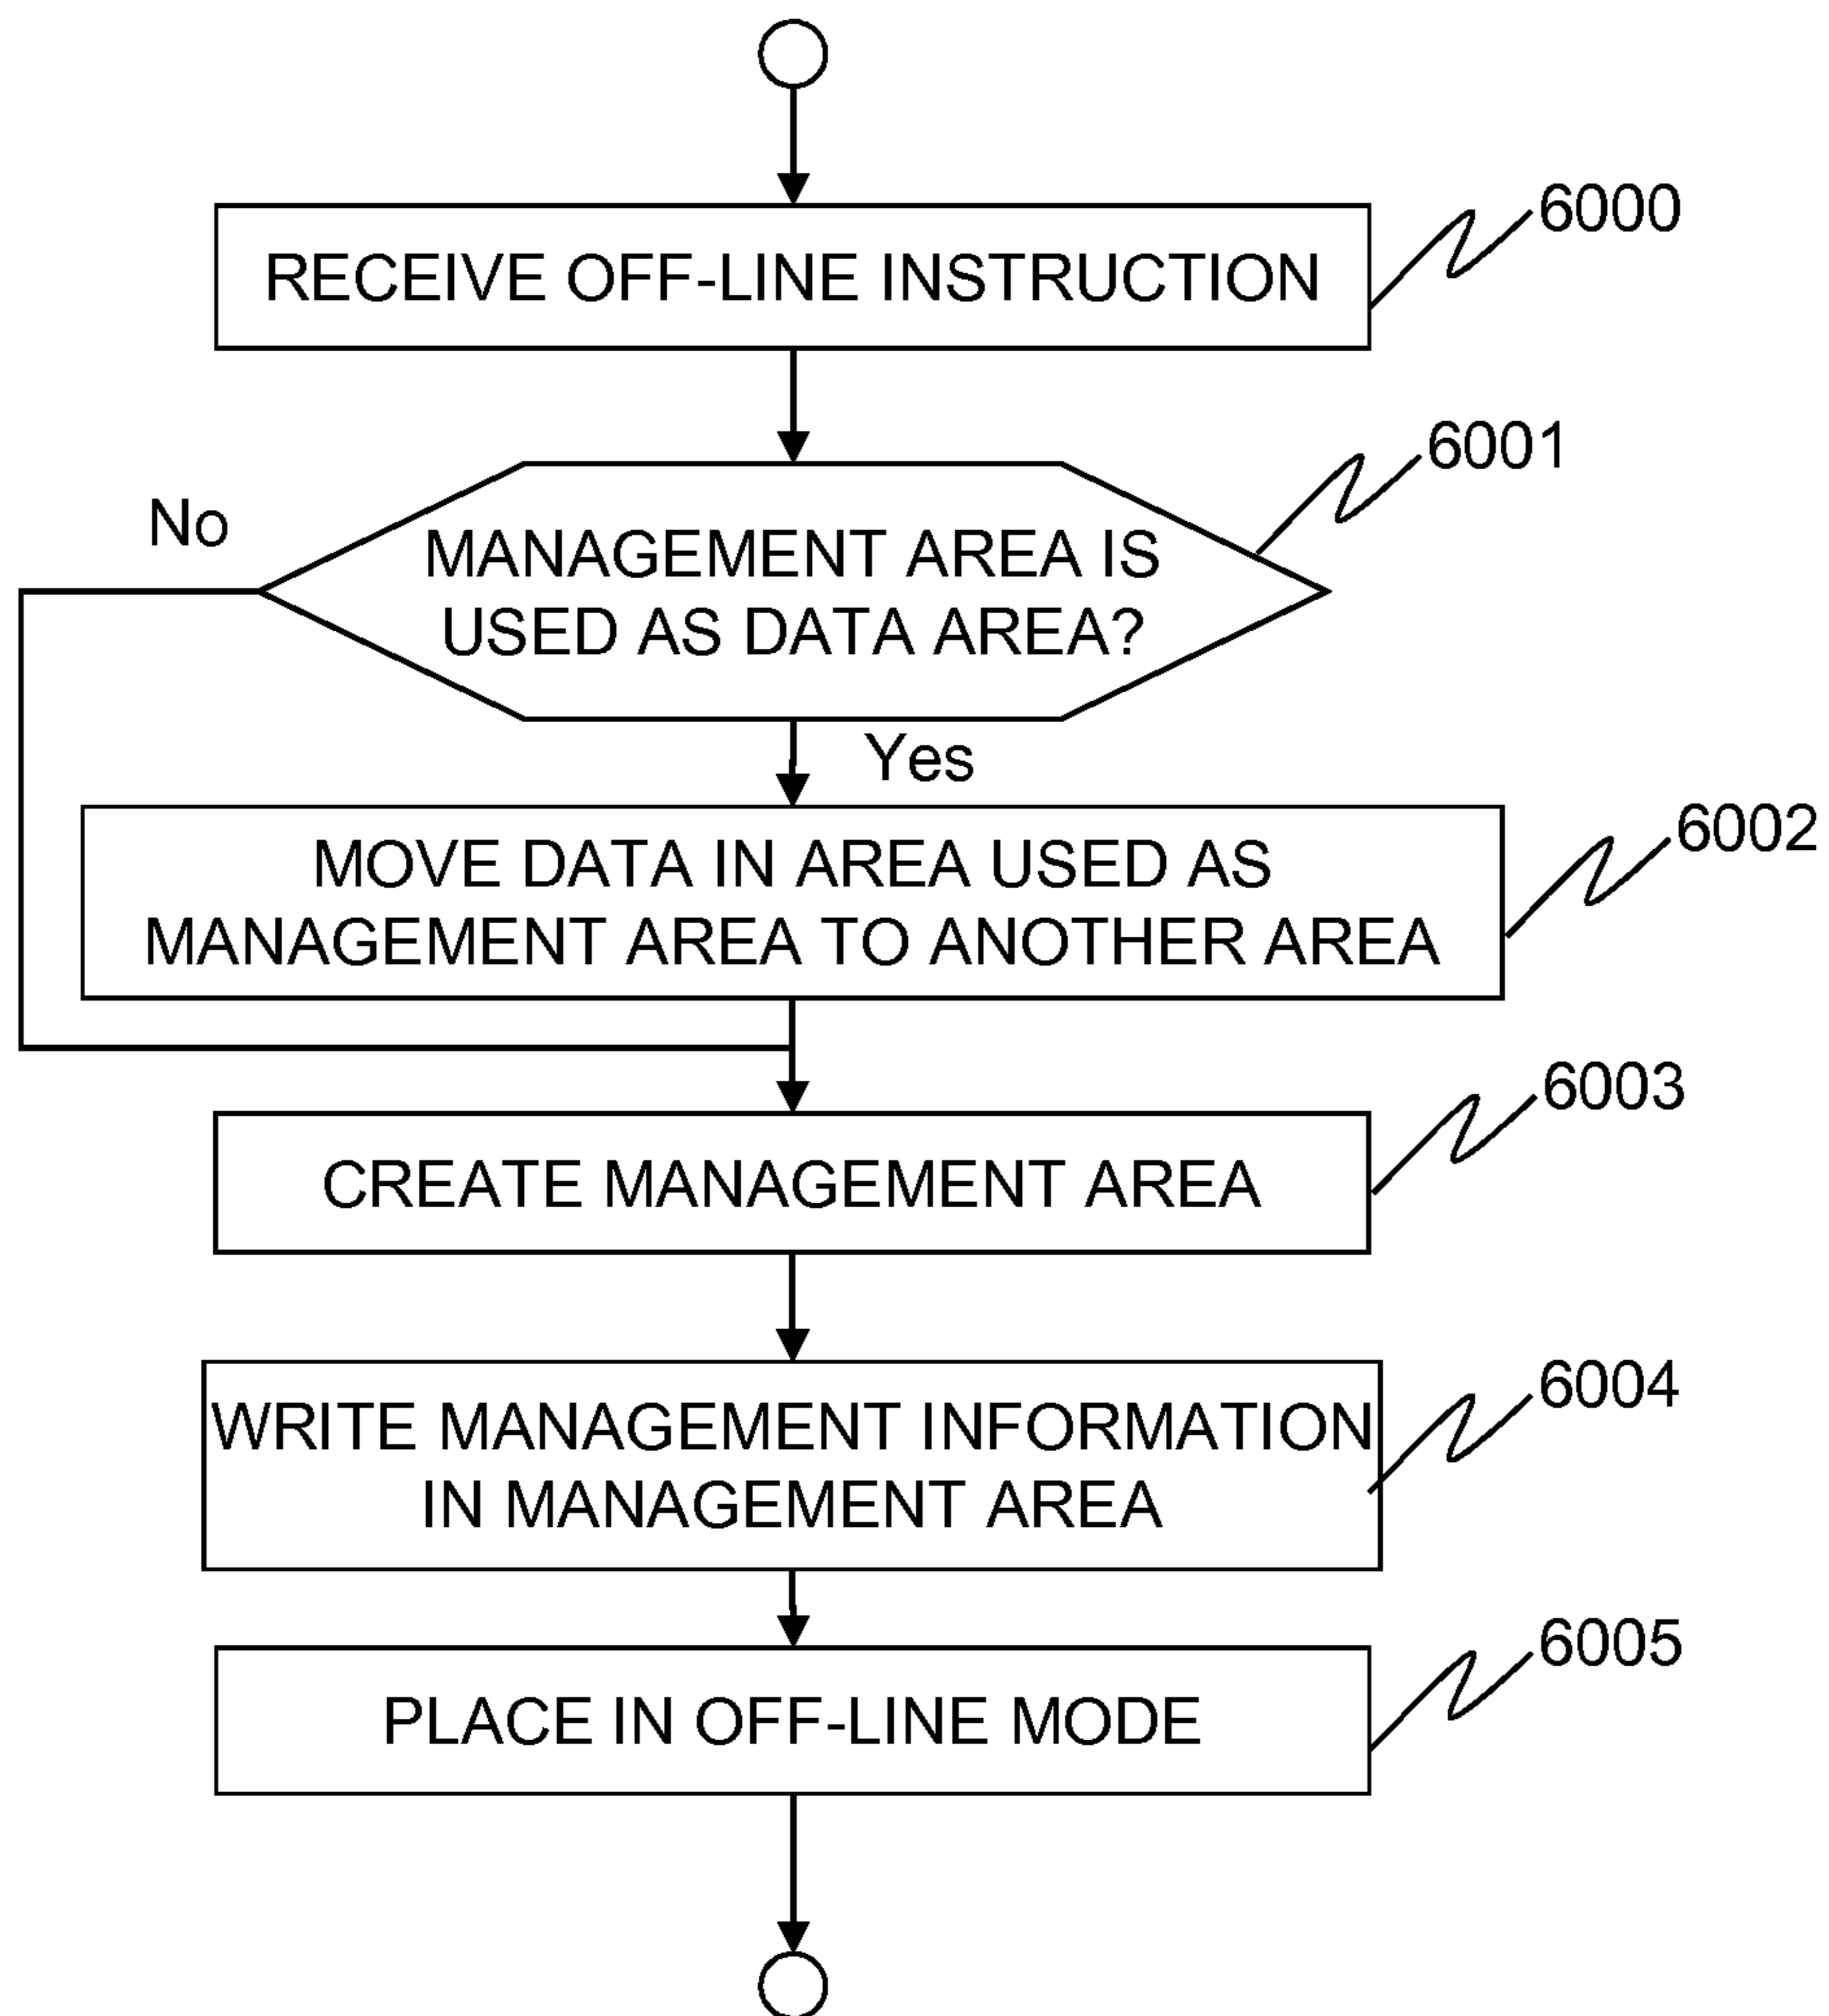 6000
RECEIVE OFF-LINE INSTRUCTION
6001
No
MANAGEMENT AREA IS
USED AS DATA AREA?
Yes
6002
MOVE DATA IN AREA USED AS
MANAGEMENT AREA TO ANOTHER AREA
6003
CREATE MANAGEMENT AREA
6004
WRITE MANAGEMENT INFORMATION
IN MANAGEMENT AREA
6005
PLACE IN OFF-LINE MODE